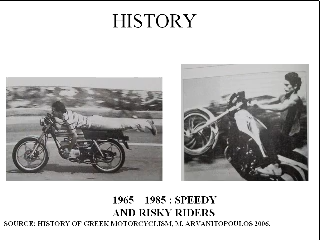 HISTORY
1965 1985 : SPEEDY
AND RISKY RIDERS
SOURCE: HISTORY OF GREEK MOTORCYCLISM, M. ARVANITOPOULOS 2006.